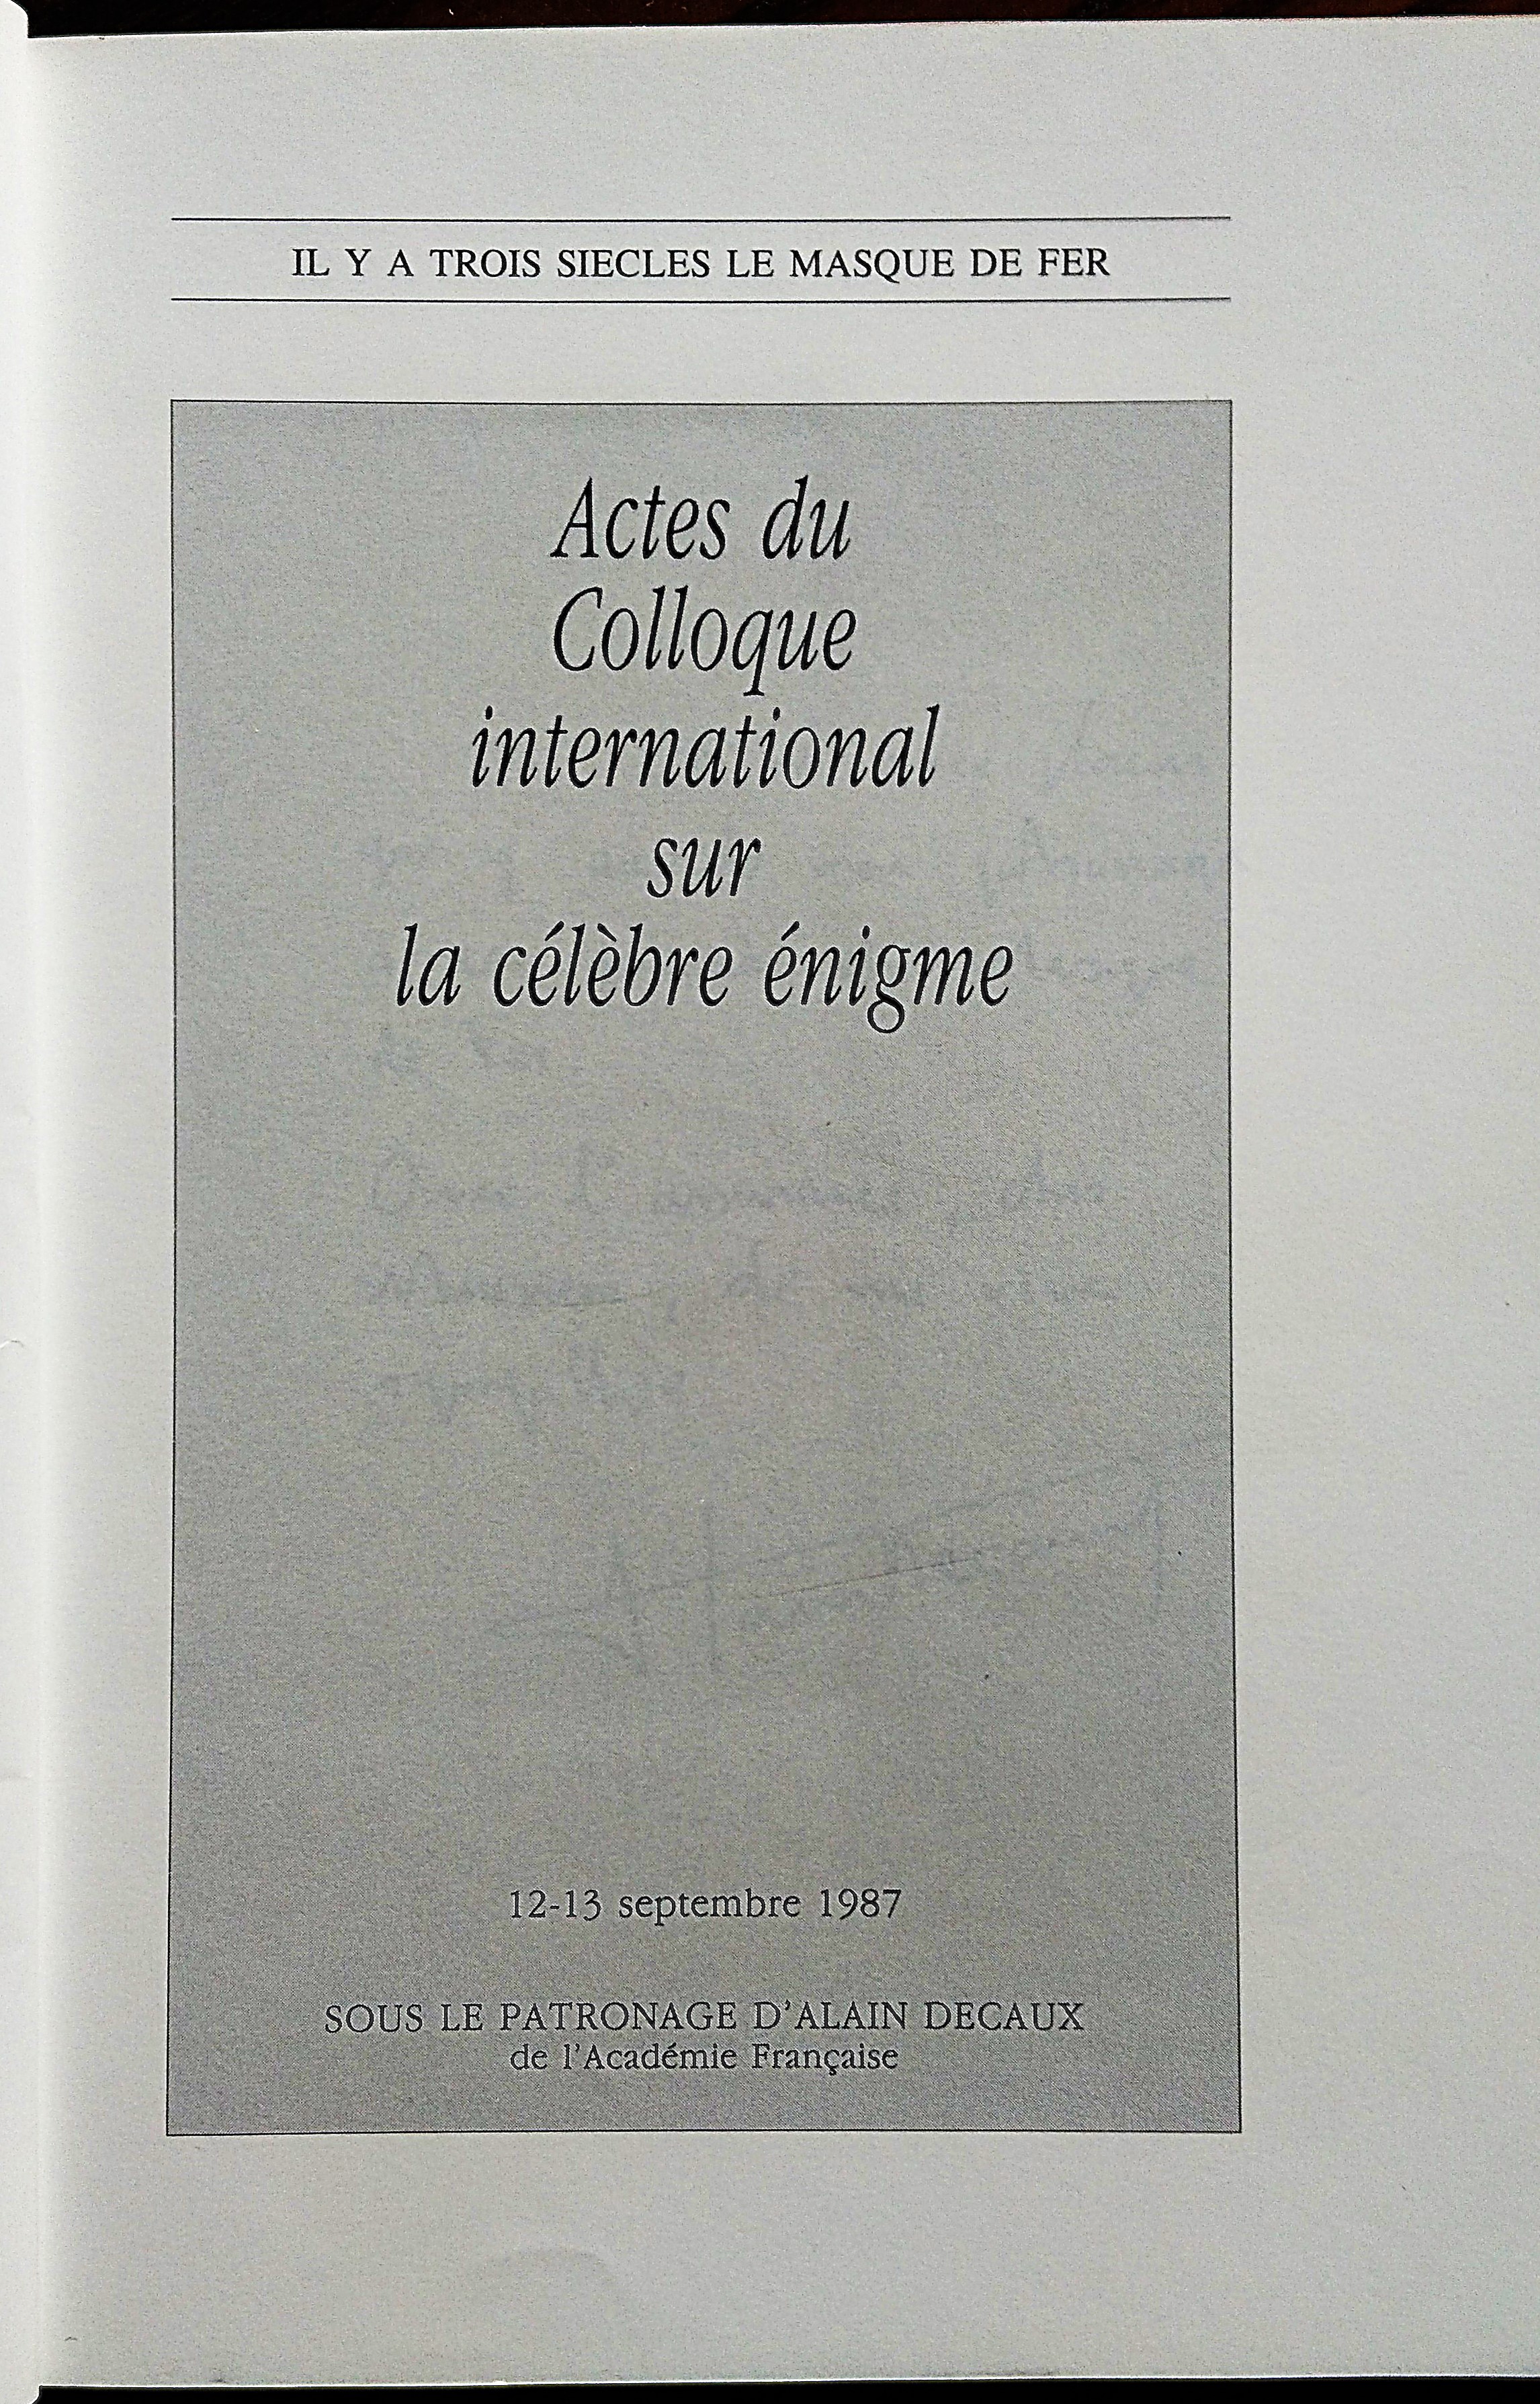 IL Y A TROIS SIECLES LE MASQUE DE FER
Actes du
Colloque
international
sur
la célèbre énigme
12-13 septembre 1987
SOUS LE PATRONAGE D'ALAIN DECAUX
de l'Académie Française